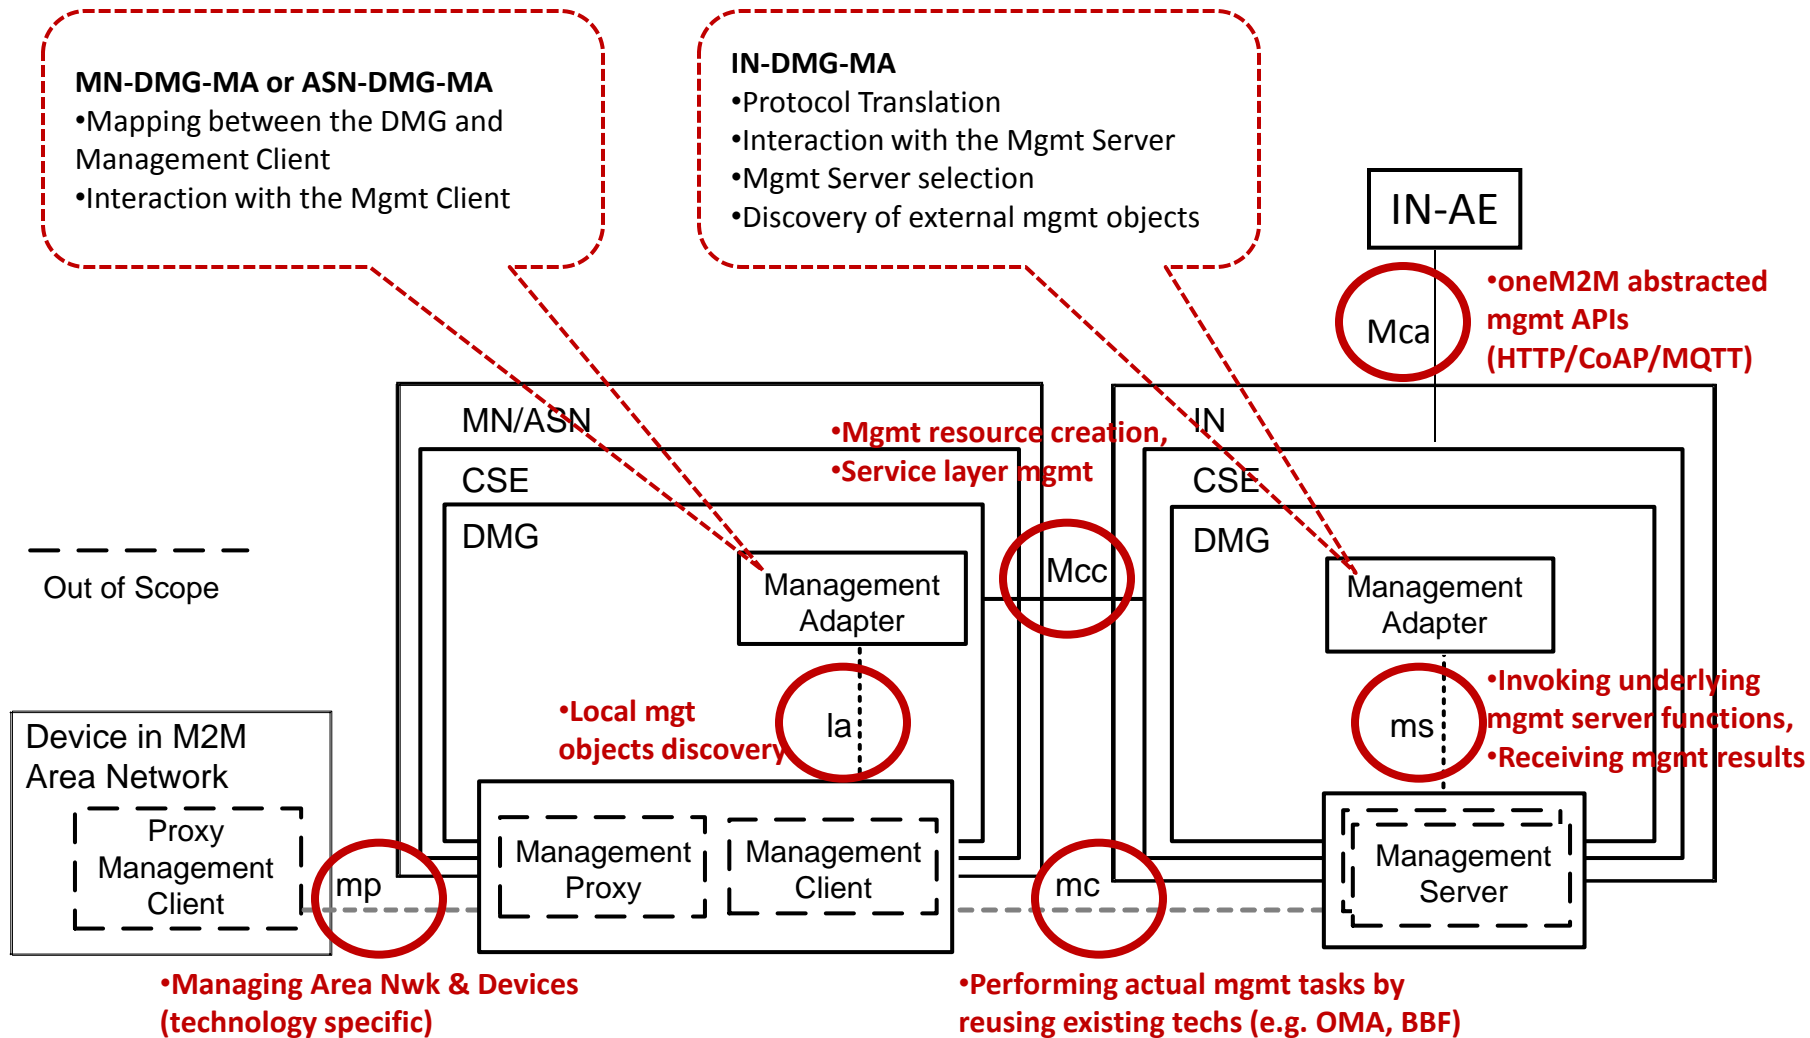 MN-DMG-MA or ASN-DMG-MA
•Mapping between the DMG and
Management Client
•Interaction with the Mgmt Client
IN-DMG-MA
•Protocol Translation
•Interaction with the Mgmt Server
•Mgmt Server selection
•Discovery of external mgmt objects
IN-AE
Mca
•oneM2M abstracted
mgmt APIs
(HTTP/CoAP/MQTT)
MN/ASN
CSE
DMG
•Mgmt resource creation,
•Service layer mgmt
IN
CSE
DMG
Mcc
Out of Scope
Management
Adapter
Management
Adapter
•Local mgt
objects discovery
la
ms
•Invoking underlying
mgmt server functions,
•Receiving mgmt results
Device in M2M
Area Network
Proxy
Management
Client
mp
Management
Proxy
Management
Client
mc
Management
Server
•Managing Area Nwk & Devices
(technology specific)
•Performing actual mgmt tasks by
reusing existing techs (e.g. OMA, BBF)